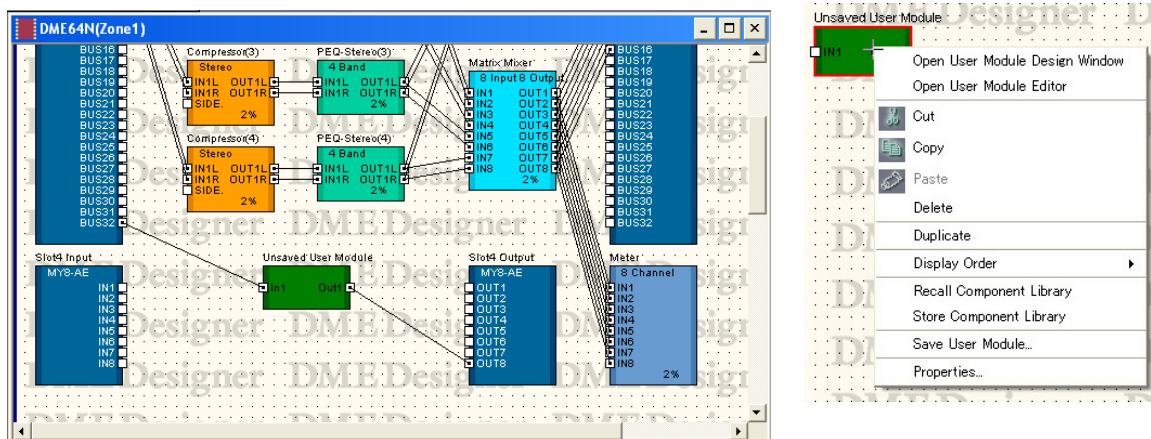 DME64N(Zone1)
BUS16
BUS17
BUS18
BUS19
BUS20
BUS21
BUS22
BUS23
BUS24
BUS25
BUS26
BUS27
BUS28
BUS29
BUS30
BUS31
BUS32
Compressor(3)
Stereo
IN1L OUT1L
IN1R OUT1R
SIDE.
2%
PEQ-Stereo(3)
4 Band
IN1L OUT1L
IN1R OUT1R
2%
Compressor(4)
Stereo
IN1L OUT1L
IN1R OUT1R
SIDE.
2%
PEQ-Stereo(4)
4 Band
IN1L OUT1L
IN1R OUT1R
2%
Matrix Mixer
8 Input 8 Output
IN1 OUT1
IN2 OUT2
IN3 OUT3
IN4 OUT4
IN5 OUT5
IN6 OUT6
IN7 OUT7
IN8 OUT8
2%
BUS16
BUS17
BUS18
BUS19
BUS20
BUS21
BUS22
BUS23
BUS24
BUS25
BUS26
BUS27
BUS28
BUS29
BUS30
BUS31
BUS32
Slot4 Input
MY8-AE
IN1
IN2
IN3
IN4
IN5
IN6
IN7
IN8
Unsaved User Module
In1 Out1
Slot4 Output
MY8-AE
OUT1
OUT2
OUT3
OUT4
OUT5
OUT6
OUT7
OUT8
Meter
8 Channel
IN1
IN2
IN3
IN4
IN5
IN6
IN7
IN8
2%
DME Designer
Unsaved User Module
IN1
Open User Module Design Window
Open User Module Editor
Cut
Copy
Paste
Delete
Duplicate
Display Order
Recall Component Library
Store Component Library
Save User Module...
Properties...